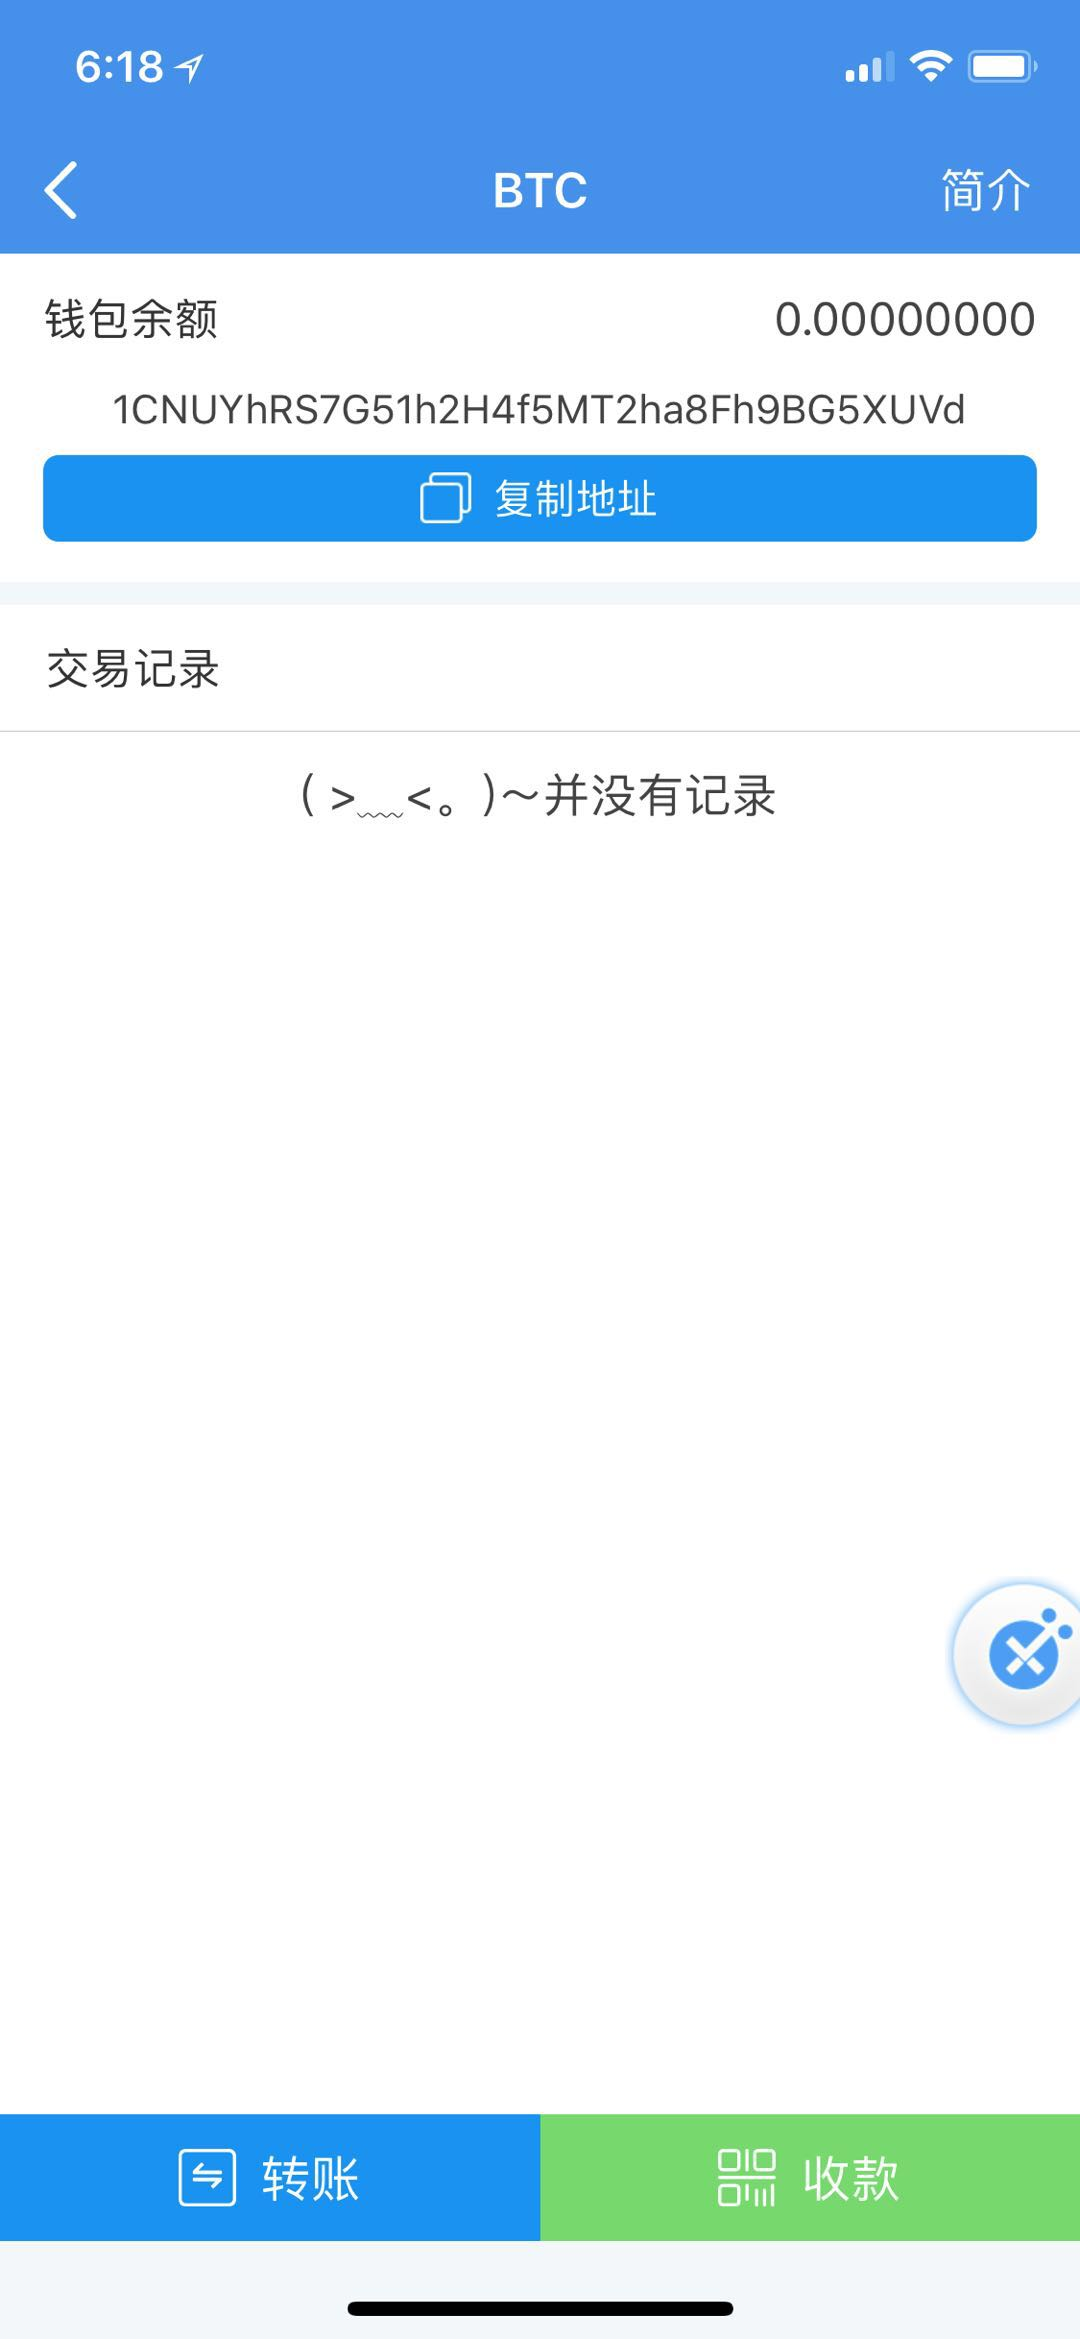 6:18
BTC
简介
钱包余额
0.00000000
1CNUYhRS7G51h2H4f5MT2ha8Fh9BG5XUVd
复制地址
交易记录
( >﹏<。)～并没有记录
转账
收款